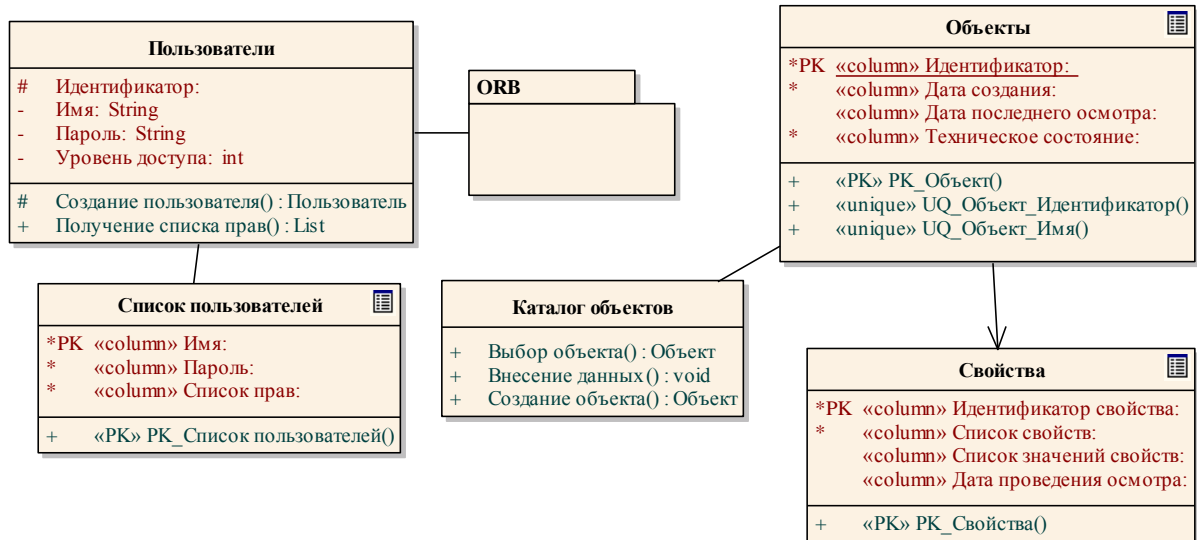 Пользователи
# Идентификатор:
- Имя: String
- Пароль: String
- Уровень доступа: int
# Создание пользователя() : Пользователь
+ Получение списка прав() : List
ORB
Объекты
*PK «column» Идентификатор:
* «column» Дата создания:
«column» Дата последнего осмотра:
* «column» Техническое состояние:
+ «PK» PK_Объект()
+ «unique» UQ_Объект_Идентификатор()
+ «unique» UQ_Объект_Имя()
Список пользователей
*PK «column» Имя:
* «column» Пароль:
* «column» Список прав:
+ «PK» PK_Список пользователей()
Каталог объектов
+ Выбор объекта() : Объект
+ Внесение данных() : void
+ Создание объекта() : Объект
Свойства
*PK «column» Идентификатор свойства:
* «column» Список свойств:
«column» Список значений свойств:
«column» Дата проведения осмотра:
+ «PK» PK_Свойства()